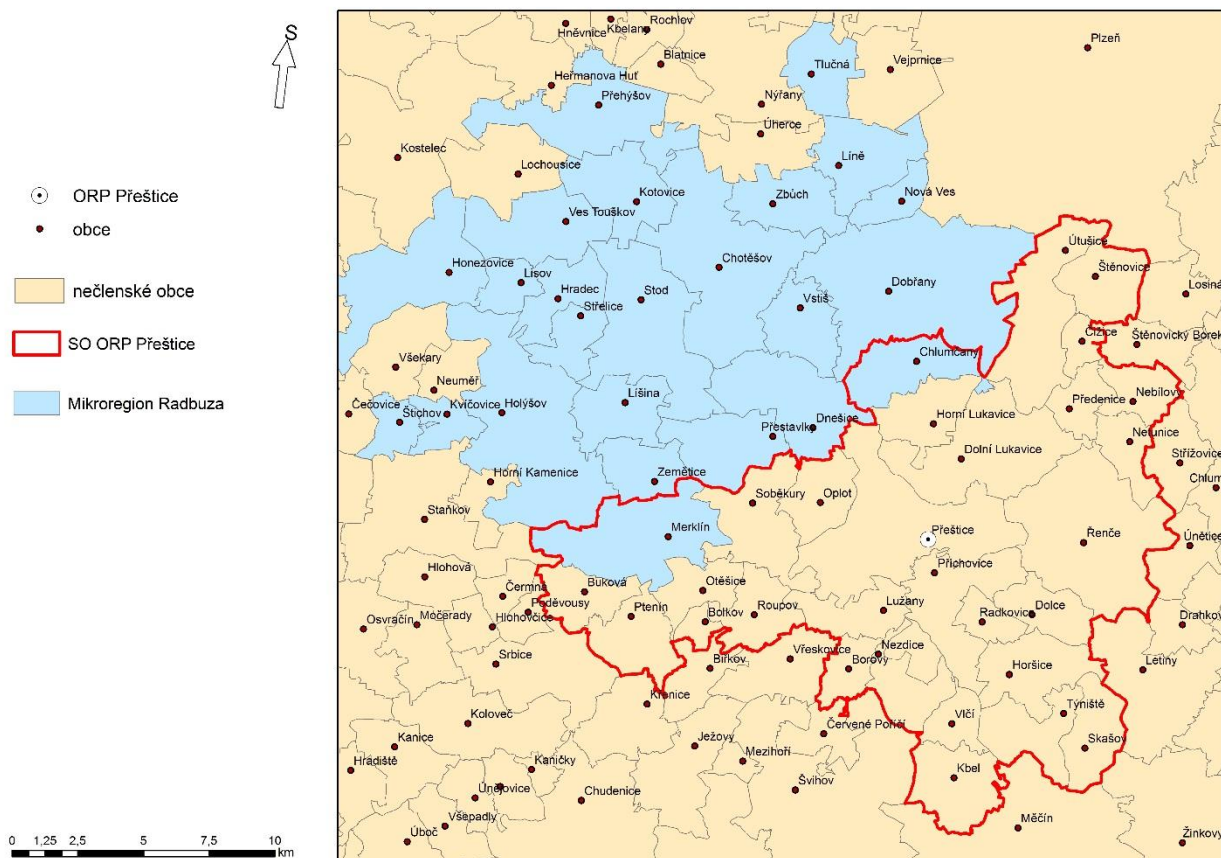 S
ORP Přeštice
obce
nečlenské obce
SO ORP Přeštice
Mikroregion Radbuza
0 1,25 2,5 5 7,5 10
km
Hněvnice
Kbelany
Rochlov
Blatnice
Plzeň
Tlučná
Vejprnice
Heřmanova Huť
Přehýšov
Nýřany
Úherce
Kostelec
Lochousice
Líně
Kotovice
Zbůch
Nová Ves
Ves Touškov
Útušice
Honezovice
Lisov
Chotěšov
Štěnovice
Hradec
Stod
Dobřany
Losiná
Střelice
Vstiš
Čižice
Štěnovický Borek
Všekary
Chlumčany
Neuměř
Líšina
Nebílovy
Čečovice
Štichov
Kvíčovice
Holýšov
Předenice
Přestavlky
Dnešice
Horní Lukavice
Netunice
Dolní Lukavice
Střížovice
Horní Kamenice
Zemětice
Chlum
Soběkury
Oplot
Staňkov
Merklín
Přeštice
Řenče
Únětice
Hlohová
Příchovice
Čermná
Buková
Otěšice
Poděvousy
Ptenín
Bolkov
Roupov
Lužany
Radkovice
Dolce
Osvračín
Močerady
Hlohovčice
Drahkov
Srbice
Biřkov
Vřeskovice
Borovy
Nezdice
Horšice
Letiny
Křenice
Koloveč
Červené Poříčí
Vlčí
Týniště
Kanice
Ježovy
Mezihoří
Skašov
Hradiště
Kaničky
Švihov
Kbel
Únějovice
Chudenice
Všepadly
Měčín
Úboč
Žinkovy